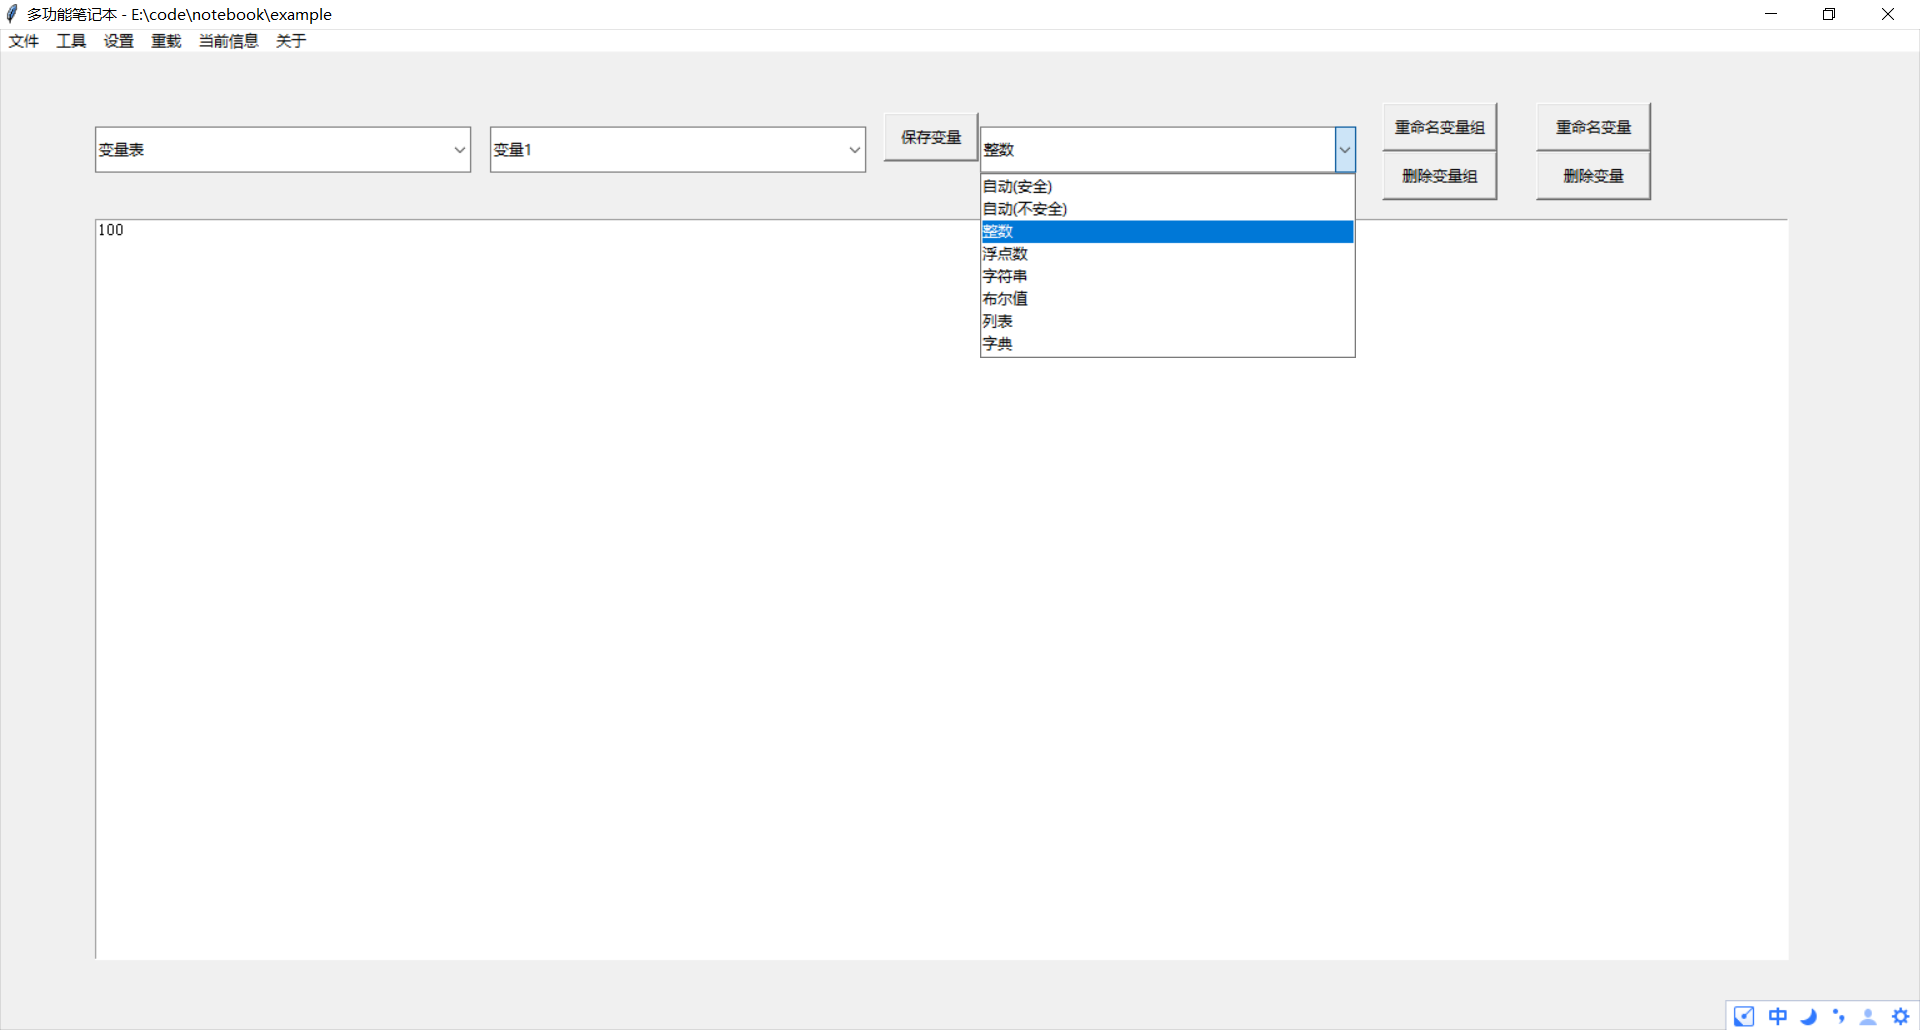 多功能笔记本 - E:\code\notebook\example
文件 工具 设置 重载 当前信息 关于
变量表
变量1
保存变量
整数
重命名变量组
重命名变量
删除变量组
删除变量
自动(安全)
自动(不安全)
整数
浮点数
字符串
布尔值
列表
字典
100
中